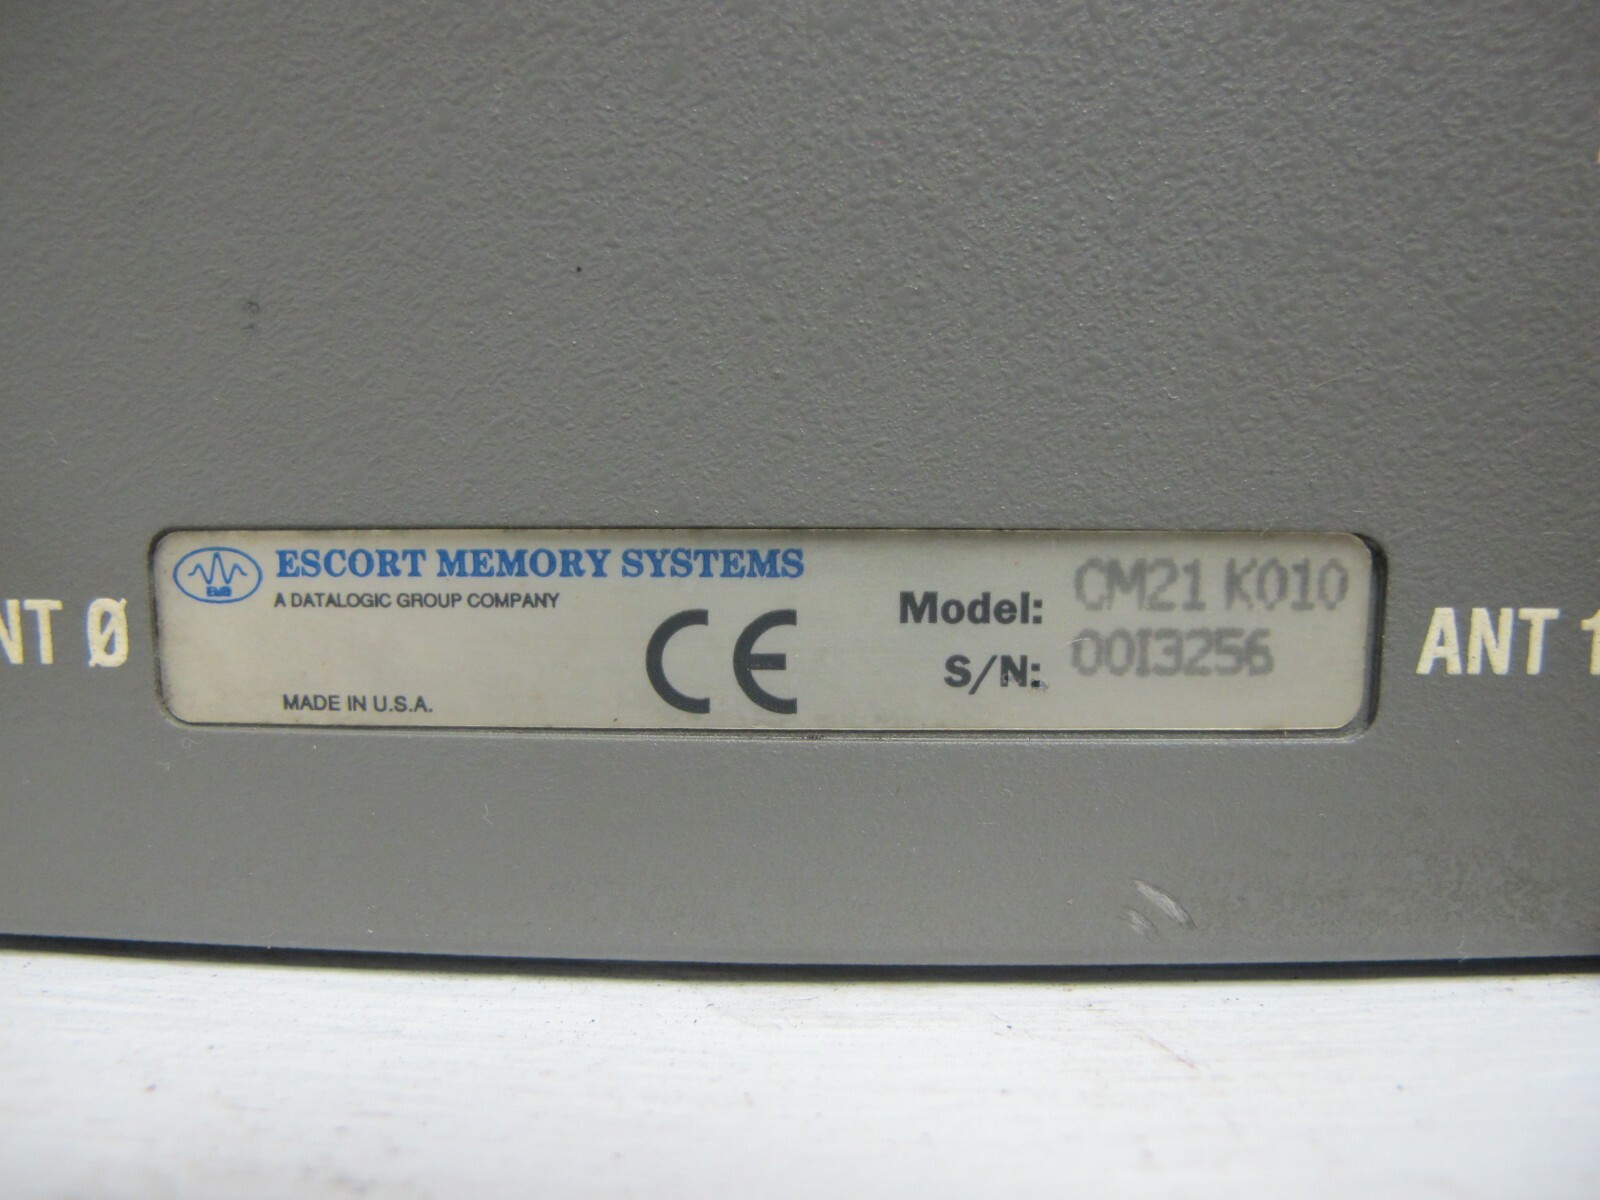 ESCORT MEMORY SYSTEMS
A DATALOGIC GROUP COMPANY
MADE IN U.S.A.
CE
Model: CM21 K010
S/N: 00I3256
NT Ø
ANT 1